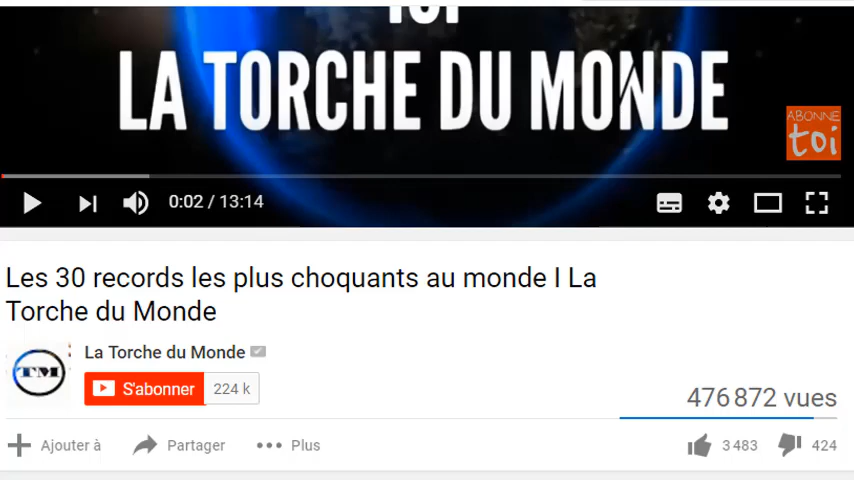 TOI
LA TORCHE DU MONDE
ABONNE
toi
0:02 / 13:14
Les 30 records les plus choquants au monde I La
Torche du Monde
TM
La Torche du Monde
S'abonner 224 k
476 872 vues
Ajouter à Partager Plus 3 483 424